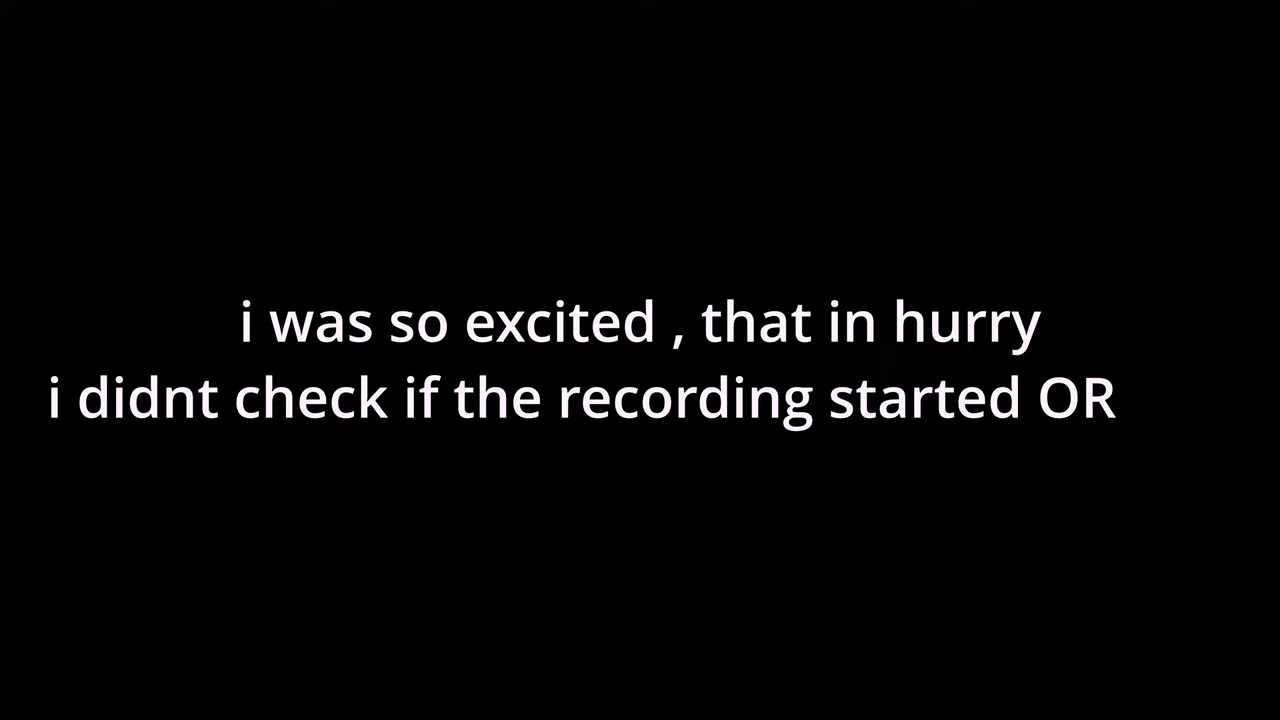 i was so excited , that in hurry
i didnt check if the recording started OR